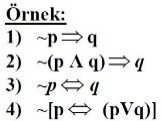 Örnek:
1) ~p ⇒ q
2) ~(p Λ q) ⇒ q
3) ~p ⇔ q
4) ~[p ⇔ (pVq)]